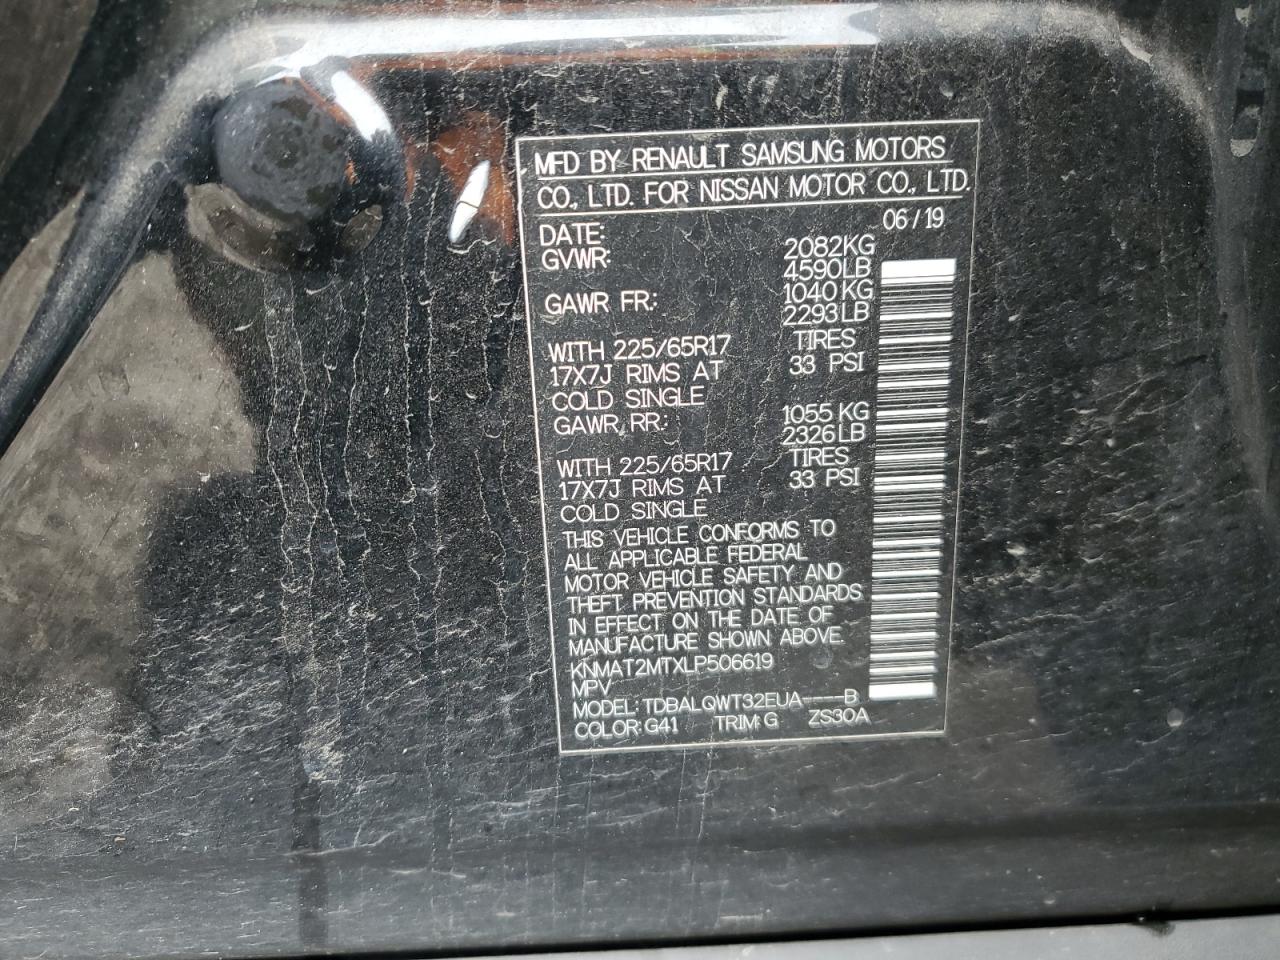 MFD BY RENAULT SAMSUNG MOTORS
CO., LTD. FOR NISSAN MOTOR CO., LTD.
DATE: 06/19
GVWR: 2082KG
4590LB
GAWR FR: 1040KG
2293LB
WITH 225/65R17 TIRES
17X7J RIMS AT 33 PSI
COLD SINGLE
GAWR RR: 1055KG
2326LB
WITH 225/65R17 TIRES
17X7J RIMS AT 33 PSI
COLD SINGLE
THIS VEHICLE CONFORMS TO
ALL APPLICABLE FEDERAL
MOTOR VEHICLE SAFETY AND
THEFT PREVENTION STANDARDS
IN EFFECT ON THE DATE OF
MANUFACTURE SHOWN ABOVE.
KNMAT2MTXLP506619
MPV
MODEL: TDBALQWT32EUA----B
COLOR: G41 TRIM: G ZS30A